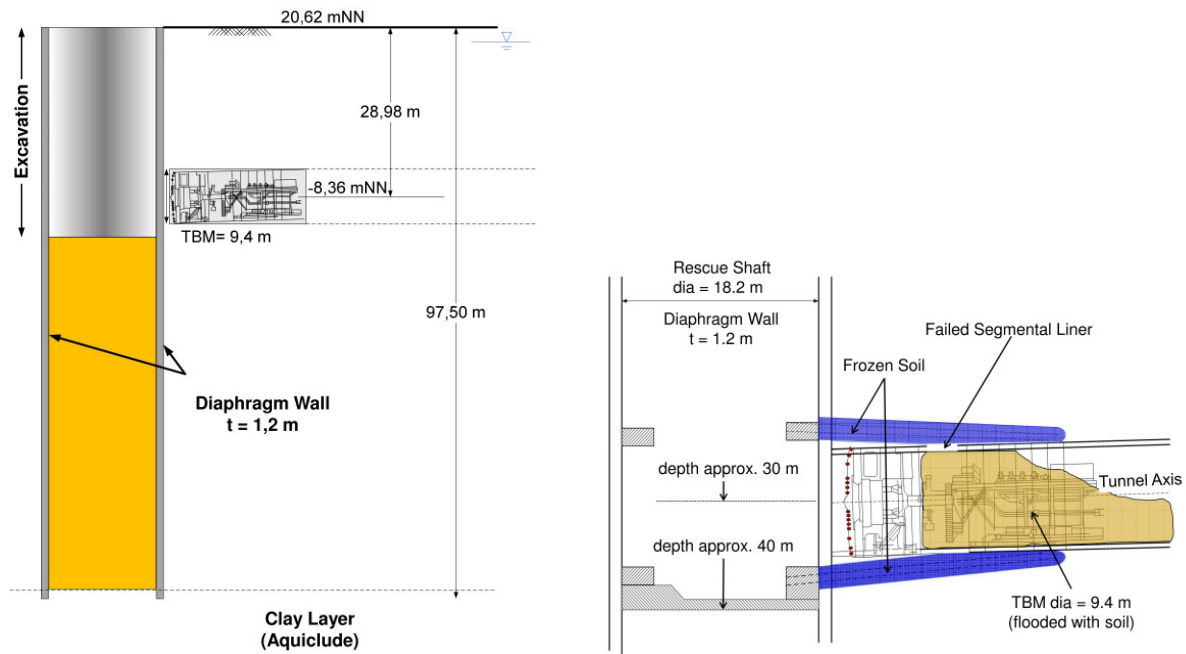 20,62 mNN
Excavation
28,98 m
-8,36 mNN
TBM= 9,4 m
97,50 m
Diaphragm Wall
t = 1,2 m
Clay Layer
(Aquiclude)
Rescue Shaft
dia = 18.2 m
Diaphragm Wall
t = 1.2 m
Failed Segmental Liner
Frozen Soil
depth approx. 30 m
Tunnel Axis
depth approx. 40 m
TBM dia = 9.4 m
(flooded with soil)